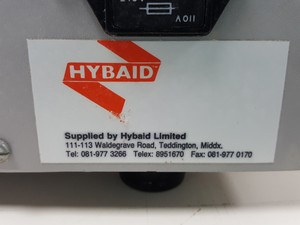 110V
HYBAID
Supplied by Hybaid Limited
111-113 Waldegrave Road, Teddington, Middx.
Tel: 081-977 3266 Telex: 8951670 Fax: 081-977 0170